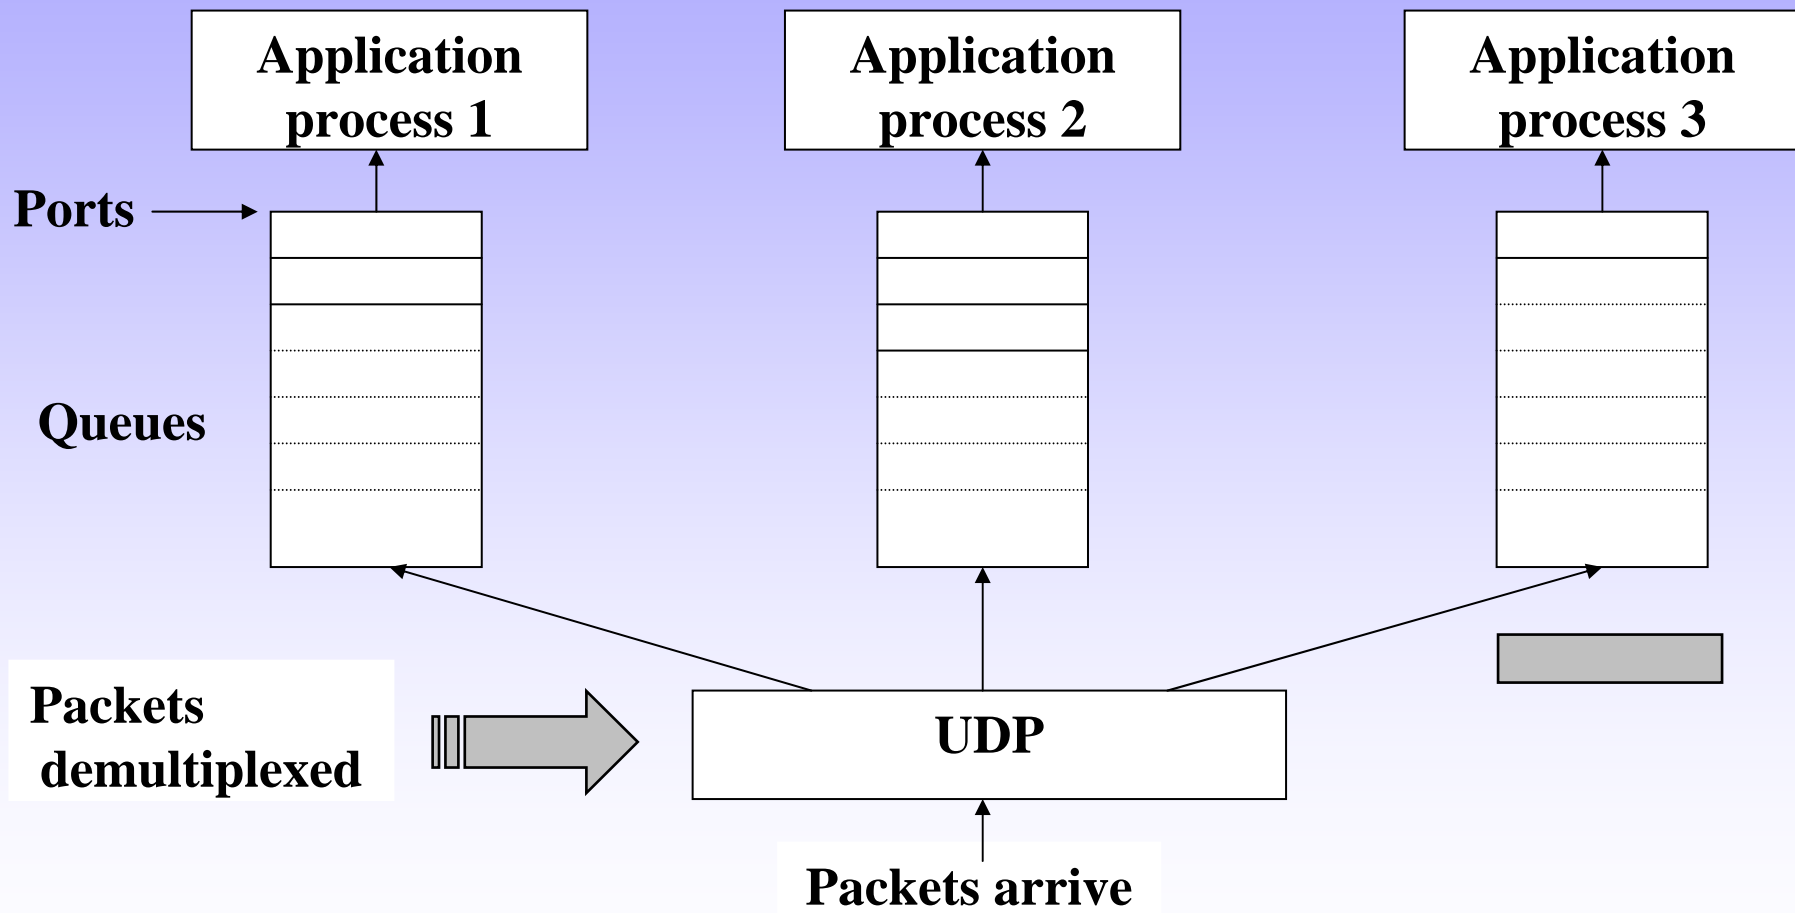 Application
process 1
Application
process 2
Application
process 3
Ports
Queues
Packets
demultiplexed
UDP
Packets arrive